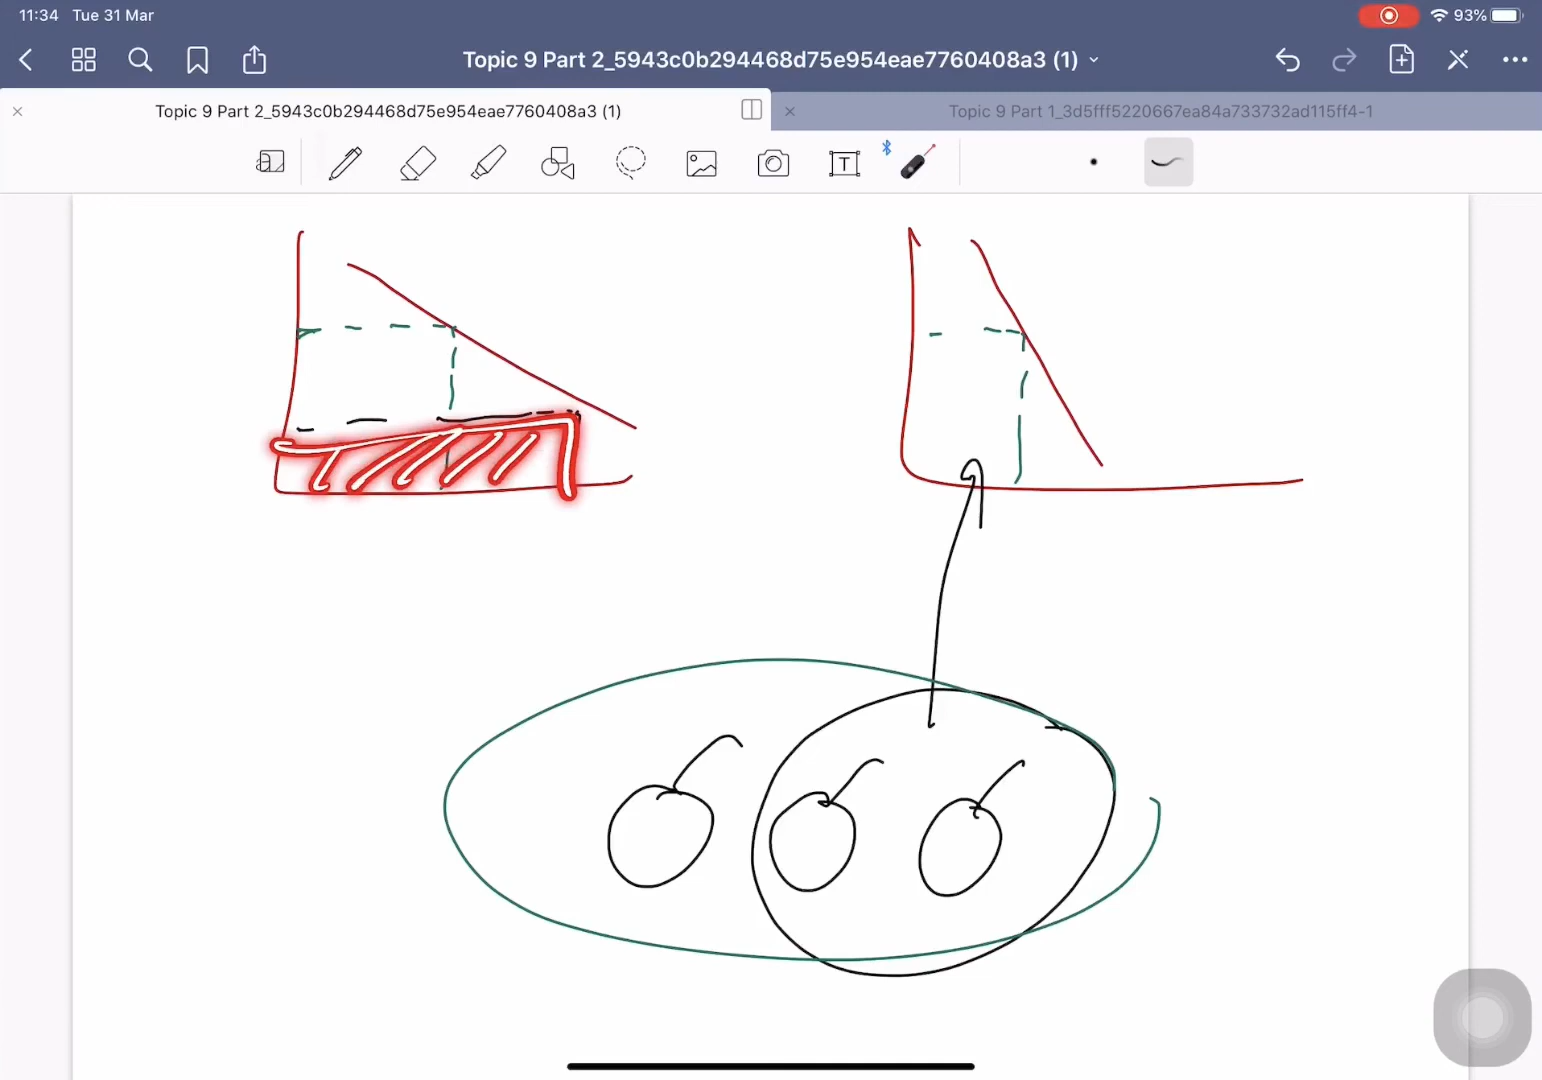 11:34 Tue 31 Mar 93%
Topic 9 Part 2_5943c0b294468d75e954eae7760408a3 (1)
Topic 9 Part 2_5943c0b294468d75e954eae7760408a3 (1) Topic 9 Part 1_3d5fff5220667ea84a733732ad115ff4-1
T